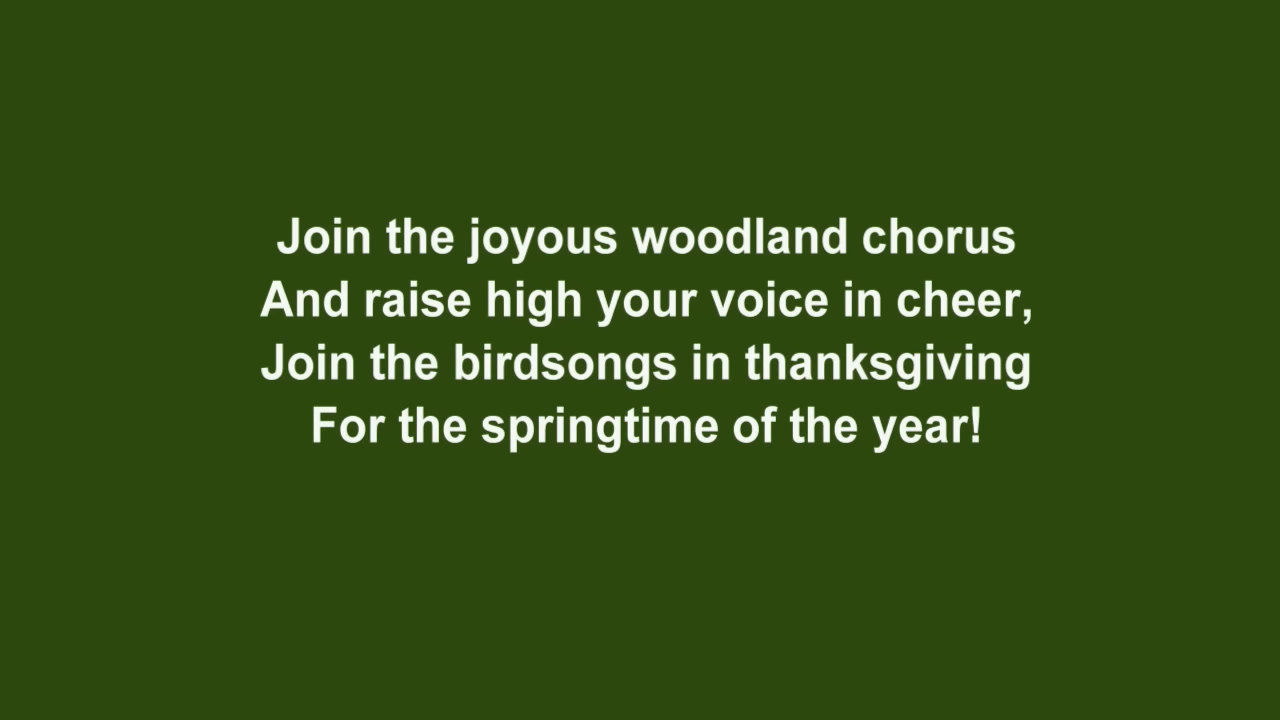 Join the joyous woodland chorus
And raise high your voice in cheer,
Join the birdsongs in thanksgiving
For the springtime of the year!